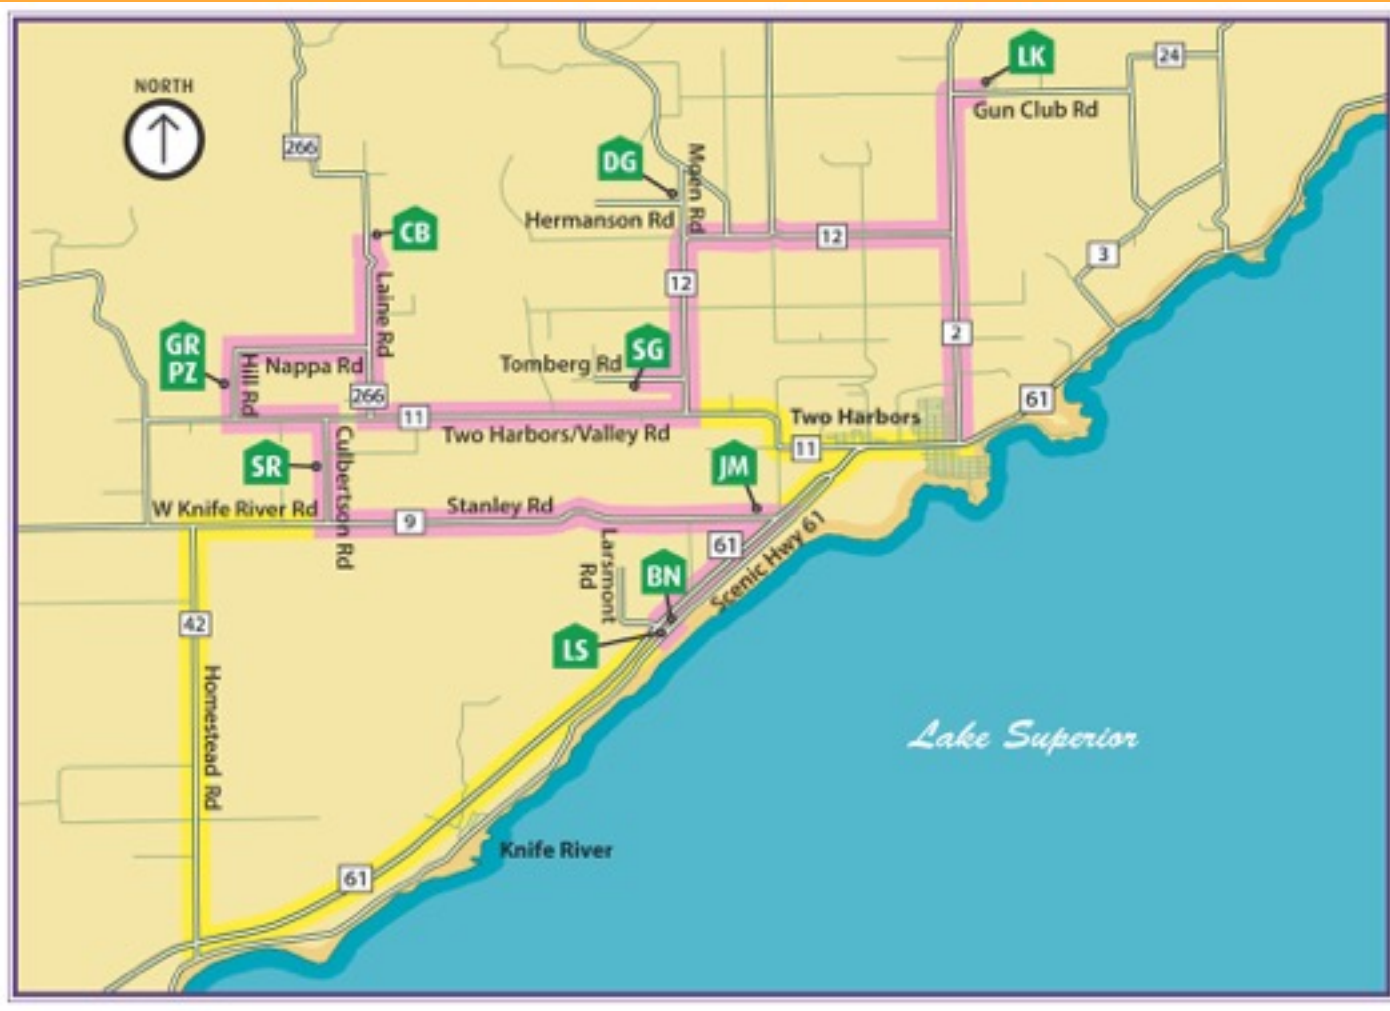 NORTH
LK
24
Gun Club Rd
266
DG
Moen Rd
Hermanson Rd
12
CB
3
12
Laine Rd
2
GR
PZ
Hill Rd
Nappa Rd
Tomberg Rd
SG
266
11
61
Two Harbors
Two Harbors/Valley Rd
11
SR
Culbertson Rd
JM
W Knife River Rd
Stanley Rd
9
61
Scenic Hwy 61
Larsmont
Rd
BN
LS
42
Homestead Rd
Lake Superior
Knife River
61